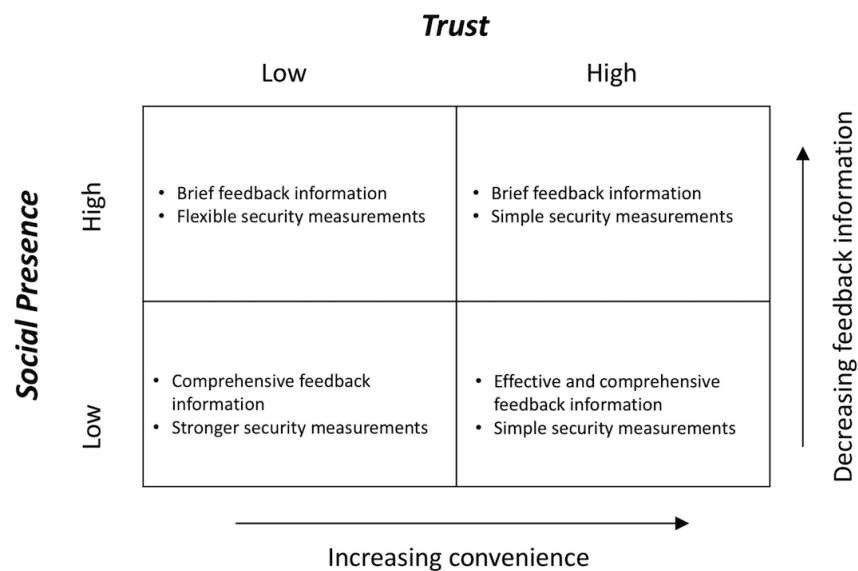 Trust
Low
High
Social Presence
High
• Brief feedback information
• Flexible security measurements
• Brief feedback information
• Simple security measurements
Decreasing feedback information
Low
• Comprehensive feedback
information
• Stronger security measurements
• Effective and comprehensive
feedback information
• Simple security measurements
Increasing convenience